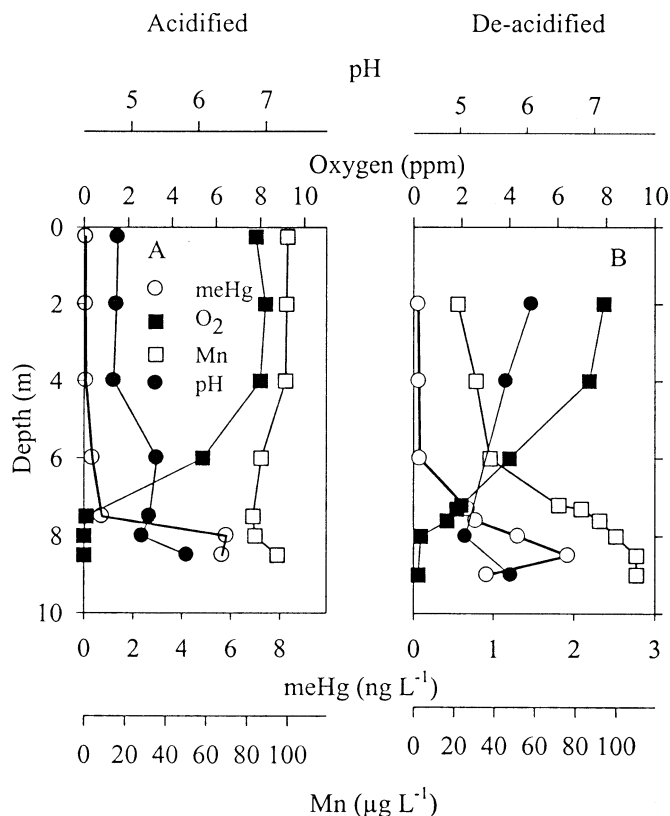 Acidified De-acidified
pH
5 6 7 5 6 7
Oxygen (ppm)
0 2 4 6 8 10 0 2 4 6 8 10
0
2
4
6
8
10
Depth (m)
A
meHg
O2
Mn
pH
B
0 2 4 6 8 0 1 2 3
meHg (ng L-1)
0 20 40 60 80 100 0 20 40 60 80 100
Mn (µg L-1)